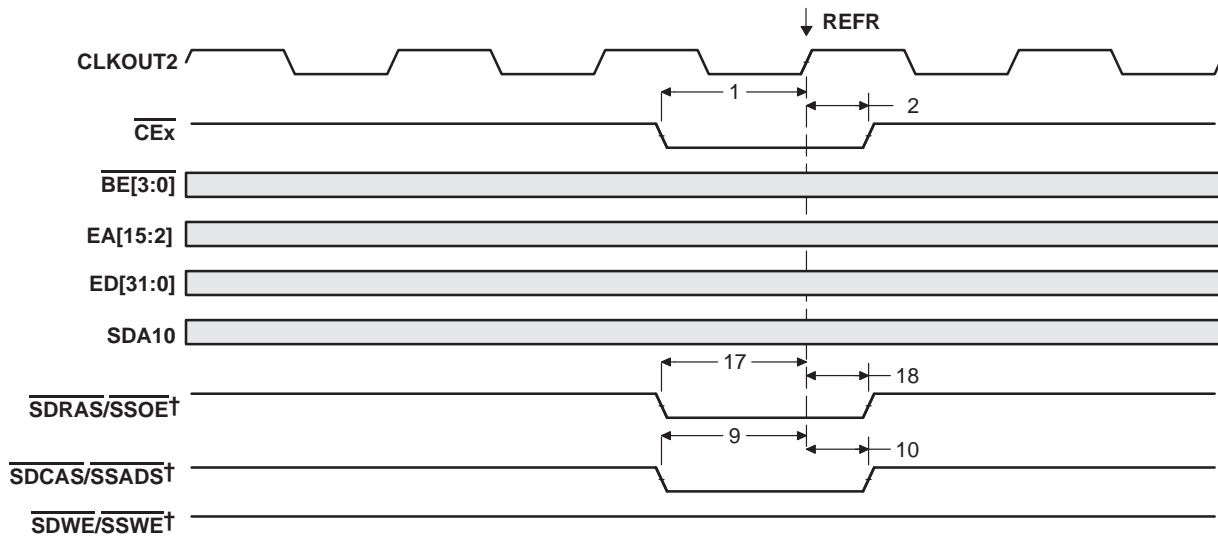 REFR
CLKOUT2
1
2
CEx
BE[3:0]
EA[15:2]
ED[31:0]
SDA10
17
18
SDRAS/SSOE†
9
10
SDCAS/SSADS†
SDWE/SSWE†